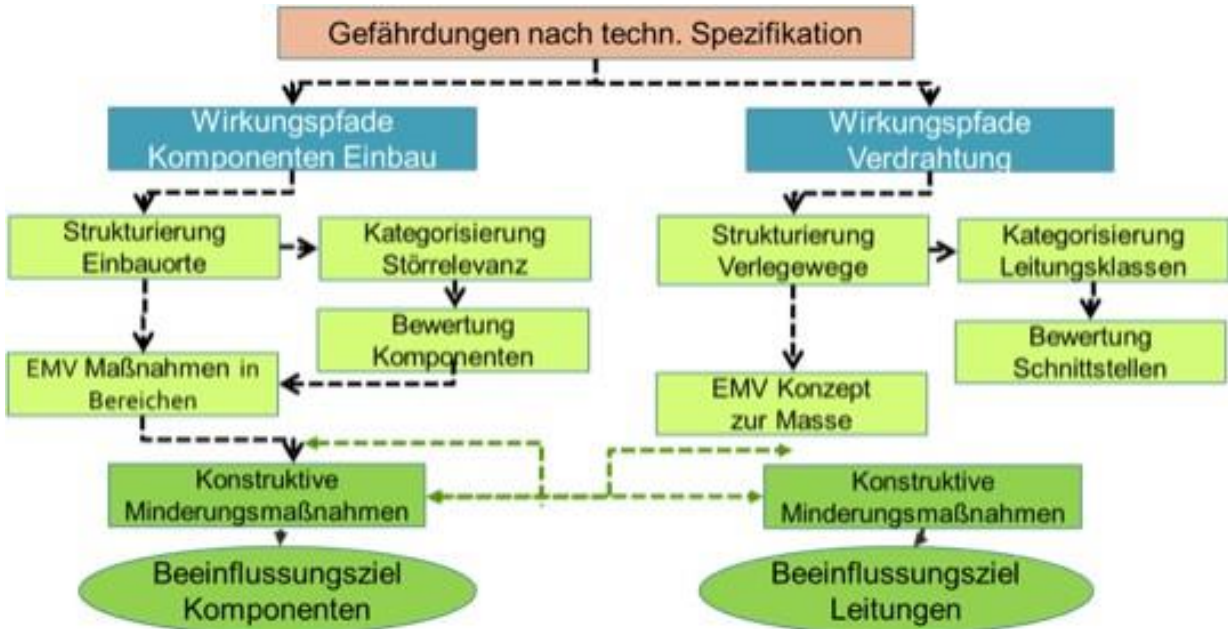 Gefährdungen nach techn. Spezifikation
Wirkungspfade
Komponenten Einbau
Wirkungspfade
Verdrahtung
Strukturierung
Einbauorte
Kategorisierung
Störrelevanz
Strukturierung
Verlegewege
Kategorisierung
Leitungsklassen
Bewertung
Komponenten
Bewertung
Schnittstellen
EMV Maßnahmen in
Bereichen
EMV Konzept
zur Masse
Konstruktive
Minderungsmaßnahmen
Konstruktive
Minderungsmaßnahmen
Beeinflussungsziel
Komponenten
Beeinflussungsziel
Leitungen